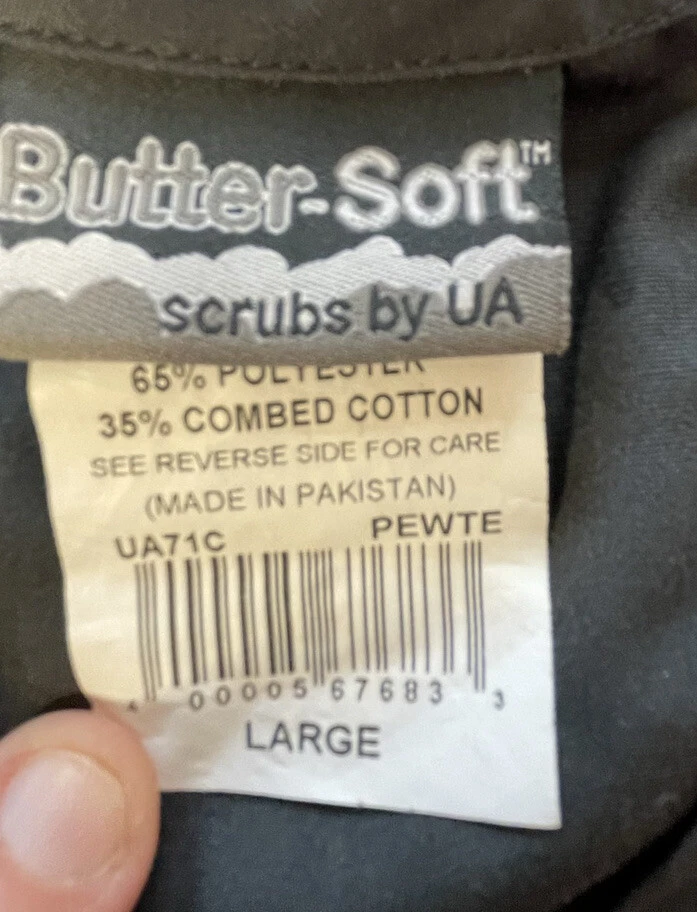 Butter-Soft™
scrubs by UA
65% POLYESTER
35% COMBED COTTON
SEE REVERSE SIDE FOR CARE
(MADE IN PAKISTAN)
UA71C PEWTE
4 00005 67683 3
LARGE